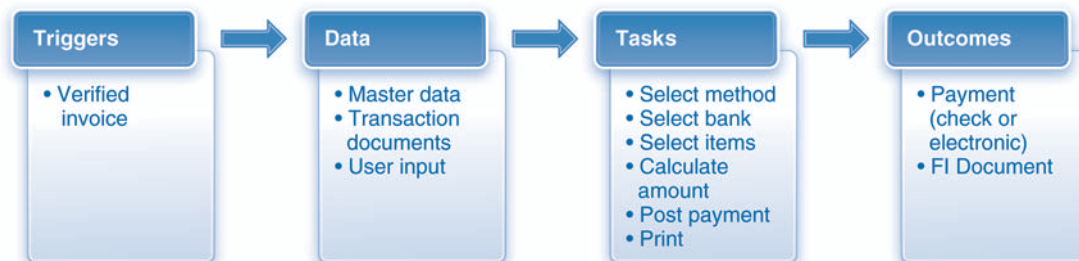 Triggers
• Verified
invoice
Data
• Master data
• Transaction
documents
• User input
Tasks
• Select method
• Select bank
• Select items
• Calculate
amount
• Post payment
• Print
Outcomes
• Payment
(check or
electronic)
• FI Document